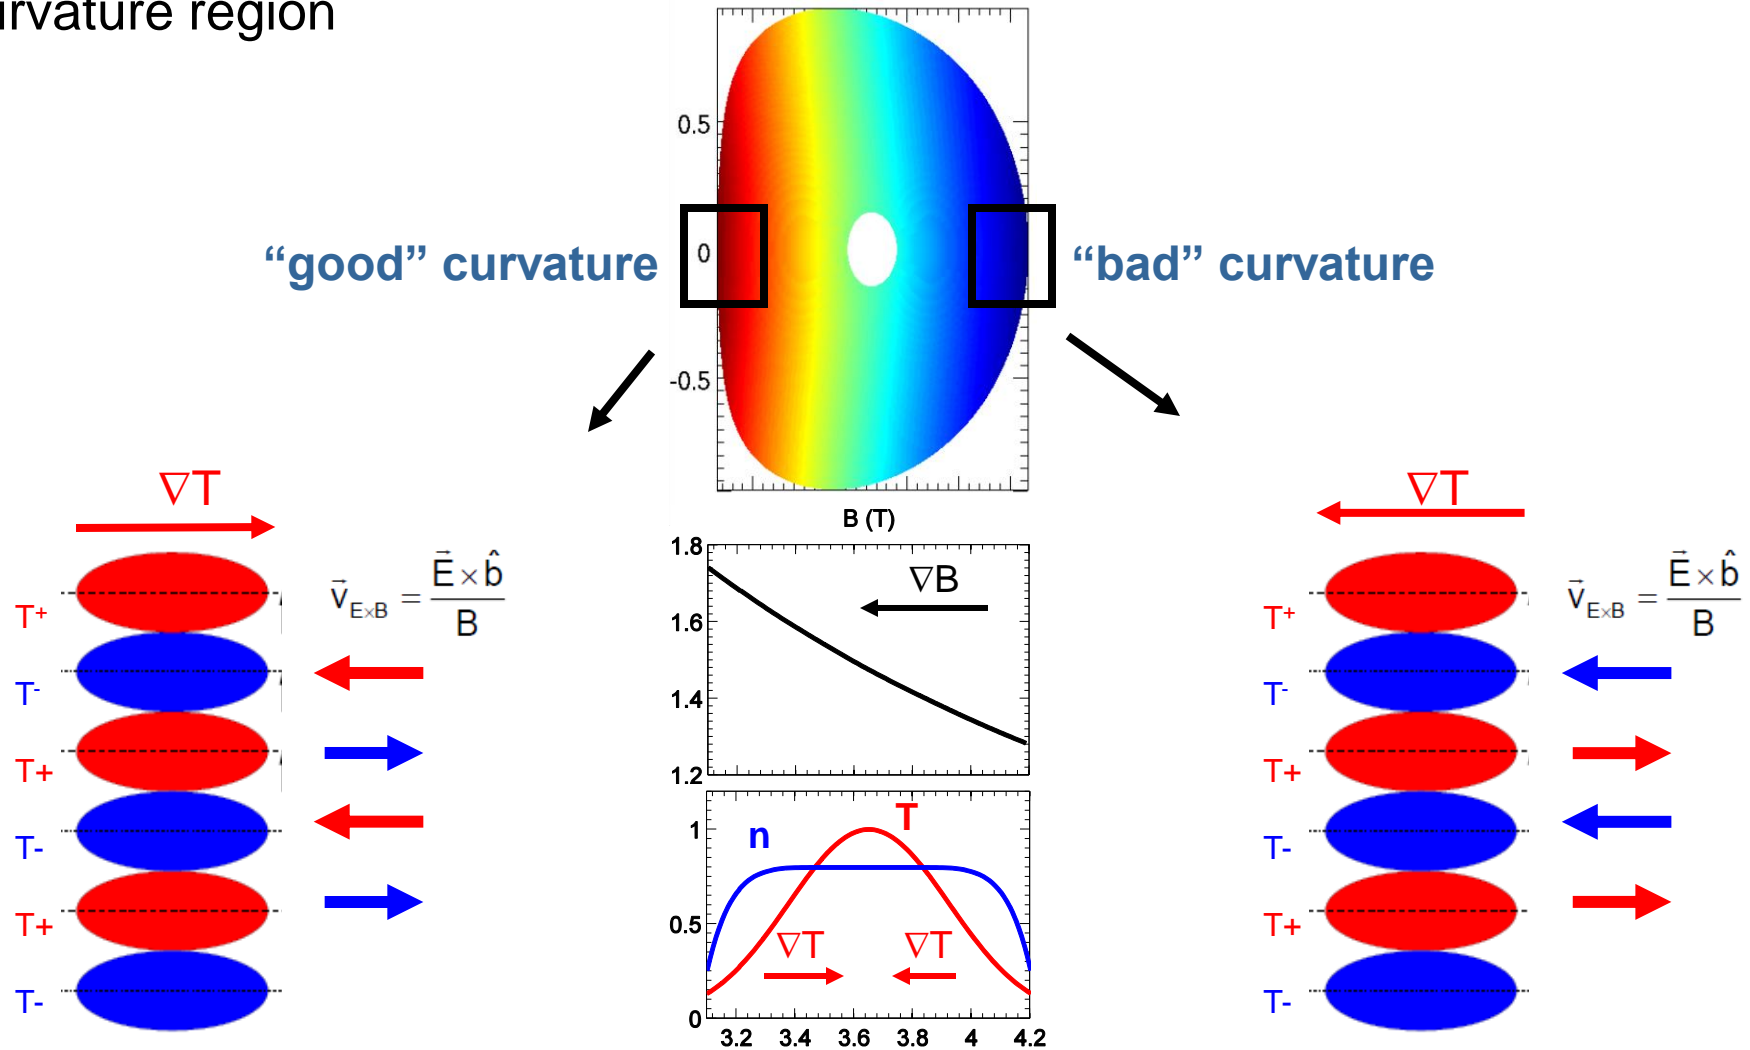 rvature region
0.5
0
-0.5
“good” curvature
“bad” curvature
∇T
T⁺
T⁻
T+
T-
T+
T-
v⃗E×B = E⃗ × b̂ / B
B (T)
1.8
1.6
1.4
1.2
∇B
1
0.5
0
n
T
∇T ∇T
3.2 3.4 3.6 3.8 4 4.2
∇T
T⁺
T⁻
T+
T-
T+
T-
v⃗E×B = E⃗ × b̂ / B